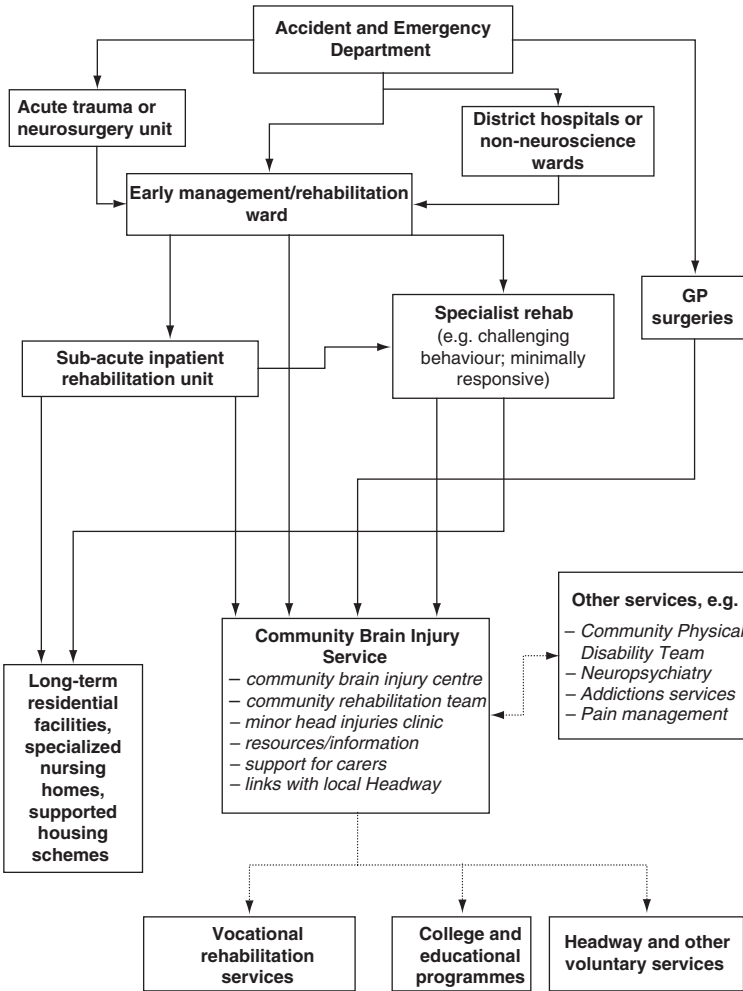 Accident and Emergency
Department
Acute trauma or
neurosurgery unit
District hospitals or
non-neuroscience
wards
Early management/rehabilitation
ward
GP
surgeries
Specialist rehab
(e.g. challenging
behaviour; minimally
responsive)
Sub-acute inpatient
rehabilitation unit
Other services, e.g.
– Community Physical
Disability Team
– Neuropsychiatry
– Addictions services
– Pain management
Community Brain Injury
Service
– community brain injury centre
– community rehabilitation team
– minor head injuries clinic
– resources/information
– support for carers
– links with local Headway
Long-term
residential
facilities,
specialized
nursing
homes,
supported
housing
schemes
Vocational
rehabilitation
services
College and
educational
programmes
Headway and other
voluntary services